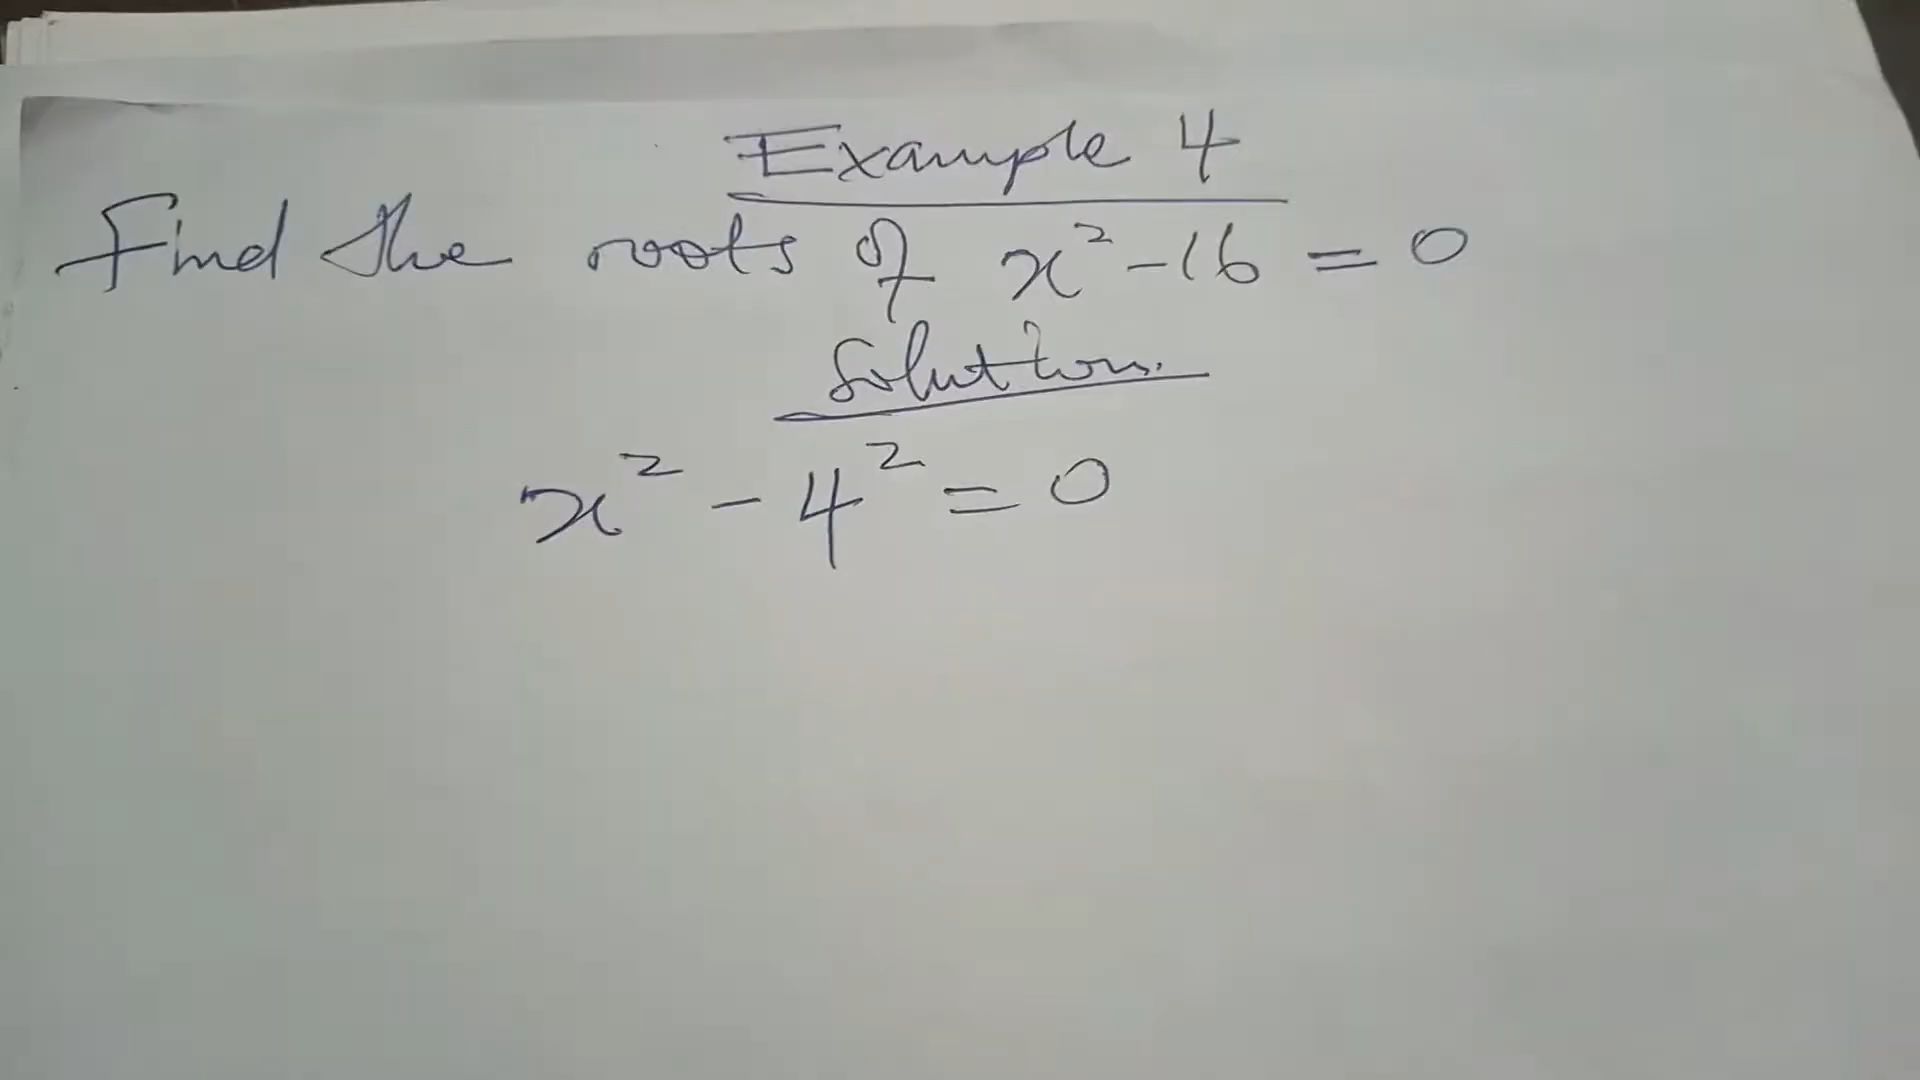 Example 4
Find the roots of x² - 16 = 0
Solution.
x² - 4² = 0